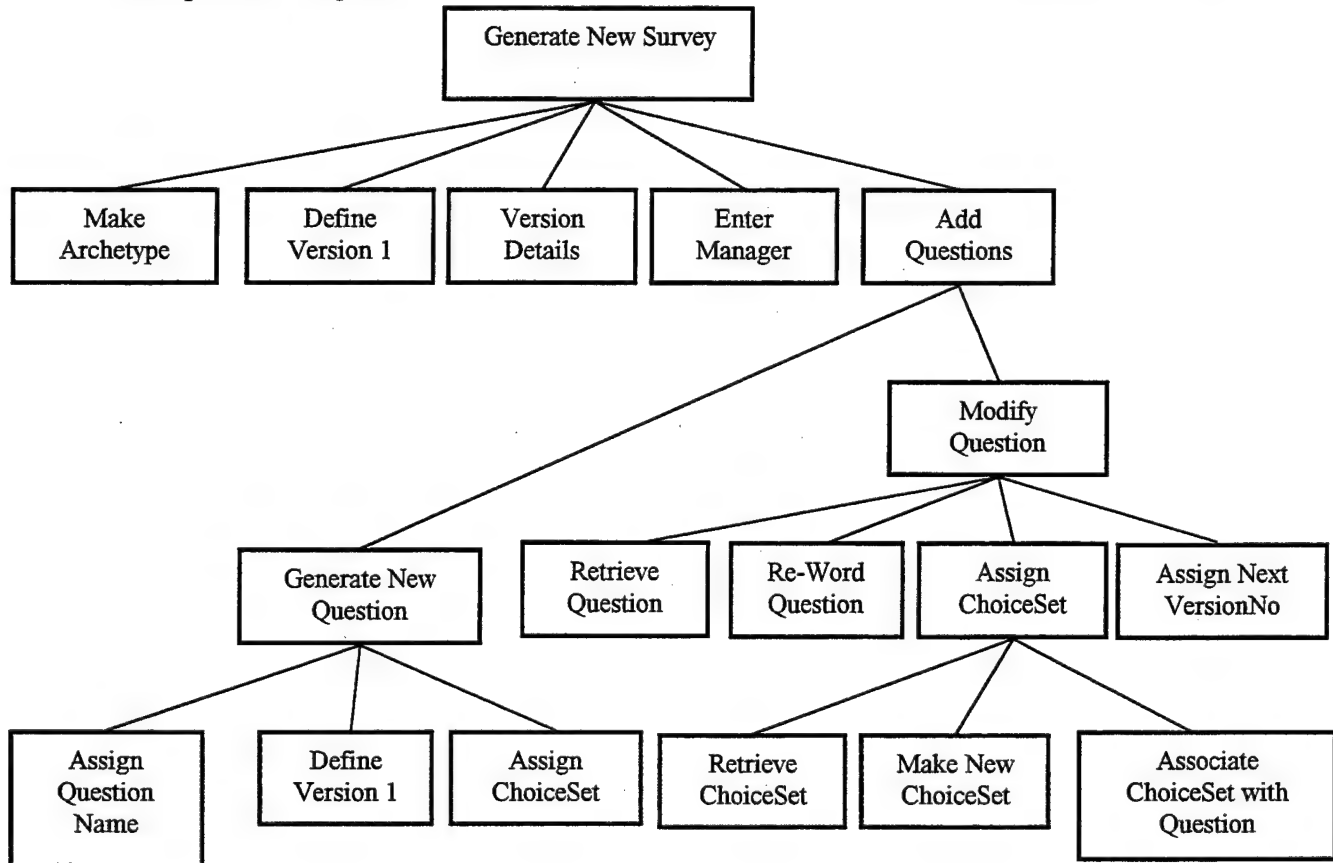 Generate New Survey
Make
Archetype
Define
Version 1
Version
Details
Enter
Manager
Add
Questions
Modify
Question
Generate New
Question
Retrieve
Question
Re-Word
Question
Assign
ChoiceSet
Assign Next
VersionNo
Assign
Question
Name
Define
Version 1
Assign
ChoiceSet
Retrieve
ChoiceSet
Make New
ChoiceSet
Associate
ChoiceSet with
Question